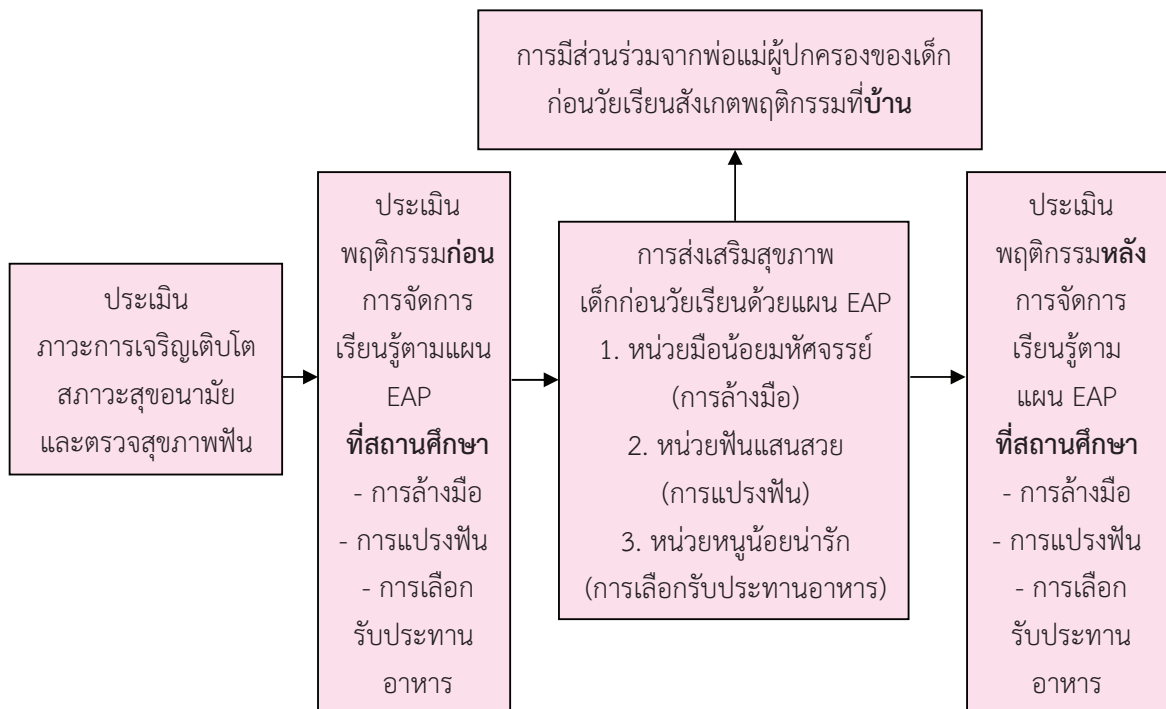 การมีส่วนร่วมจากพ่อแม่ผู้ปกครองของเด็ก
ก่อนวัยเรียนสังเกตพฤติกรรมที่บ้าน
ประเมิน
ภาวะการเจริญเติบโต
สภาวะสุขอนามัย
และตรวจสุขภาพฟัน
ประเมิน
พฤติกรรมก่อน
การจัดการ
เรียนรู้ตามแผน
EAP
ที่สถานศึกษา
- การล้างมือ
- การแปรงฟัน
- การเลือก
รับประทาน
อาหาร
การส่งเสริมสุขภาพ
เด็กก่อนวัยเรียนด้วยแผน EAP
1. หน่วยมือน้อยมหัศจรรย์
(การล้างมือ)
2. หน่วยฟันแสนสวย
(การแปรงฟัน)
3. หน่วยหนูน้อยน่ารัก
(การเลือกรับประทานอาหาร)
ประเมิน
พฤติกรรมหลัง
การจัดการ
เรียนรู้ตาม
แผน EAP
ที่สถานศึกษา
- การล้างมือ
- การแปรงฟัน
- การเลือก
รับประทาน
อาหาร